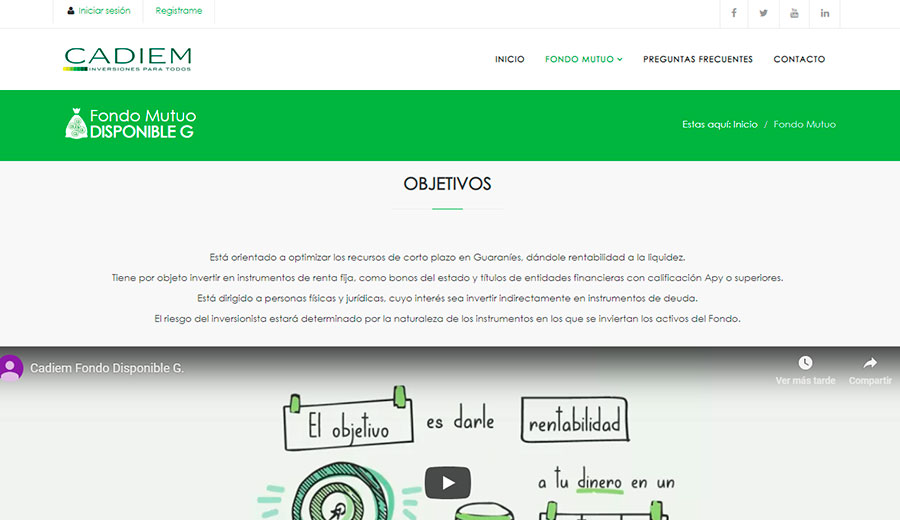 Iniciar sesión Registrame
CADIEM
INVERSIONES PARA TODOS
INICIO FONDO MUTUO PREGUNTAS FRECUENTES CONTACTO
Fondo Mutuo
DISPONIBLE G
Estas aquí: Inicio / Fondo Mutuo
OBJETIVOS
Está orientado a optimizar los recursos de corto plazo en Guaraníes, dándole rentabilidad a la liquidez.
Tiene por objeto invertir en instrumentos de renta fija, como bonos del estado y títulos de entidades financieras con calificación Apy o superiores.
Está dirigido a personas físicas y jurídicas, cuyo interés sea invertir indirectamente en instrumentos de deuda.
El riesgo del inversionista estará determinado por la naturaleza de los instrumentos en los que se inviertan los activos del Fondo.
Cadiem Fondo Disponible G.
Ver más tarde Compartir
El objetivo es darle rentabilidad
a tu dinero en un